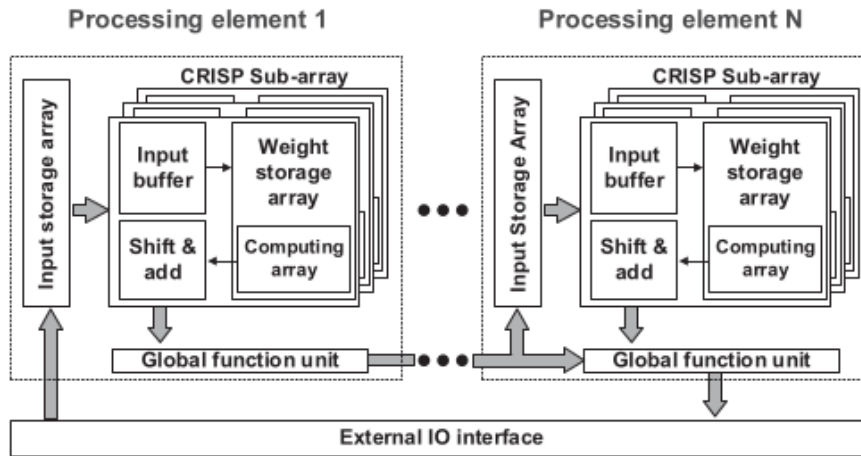 Processing element 1
Processing element N
CRISP Sub-array
Input storage array
Input
buffer
Weight
storage
array
Shift &
add
Computing
array
Global function unit
CRISP Sub-array
Input Storage Array
Input
buffer
Weight
storage
array
Shift &
add
Computing
array
Global function unit
External IO interface